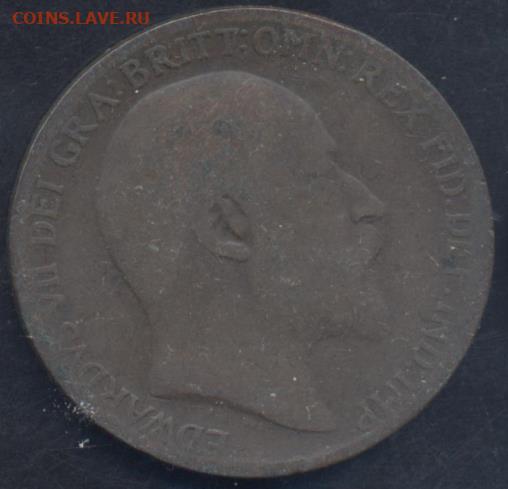 COINS.LAVE.RU
EDWARDVS VII DEI GRA: BRITT: OMN: REX FID: DEF: IND: IMP: